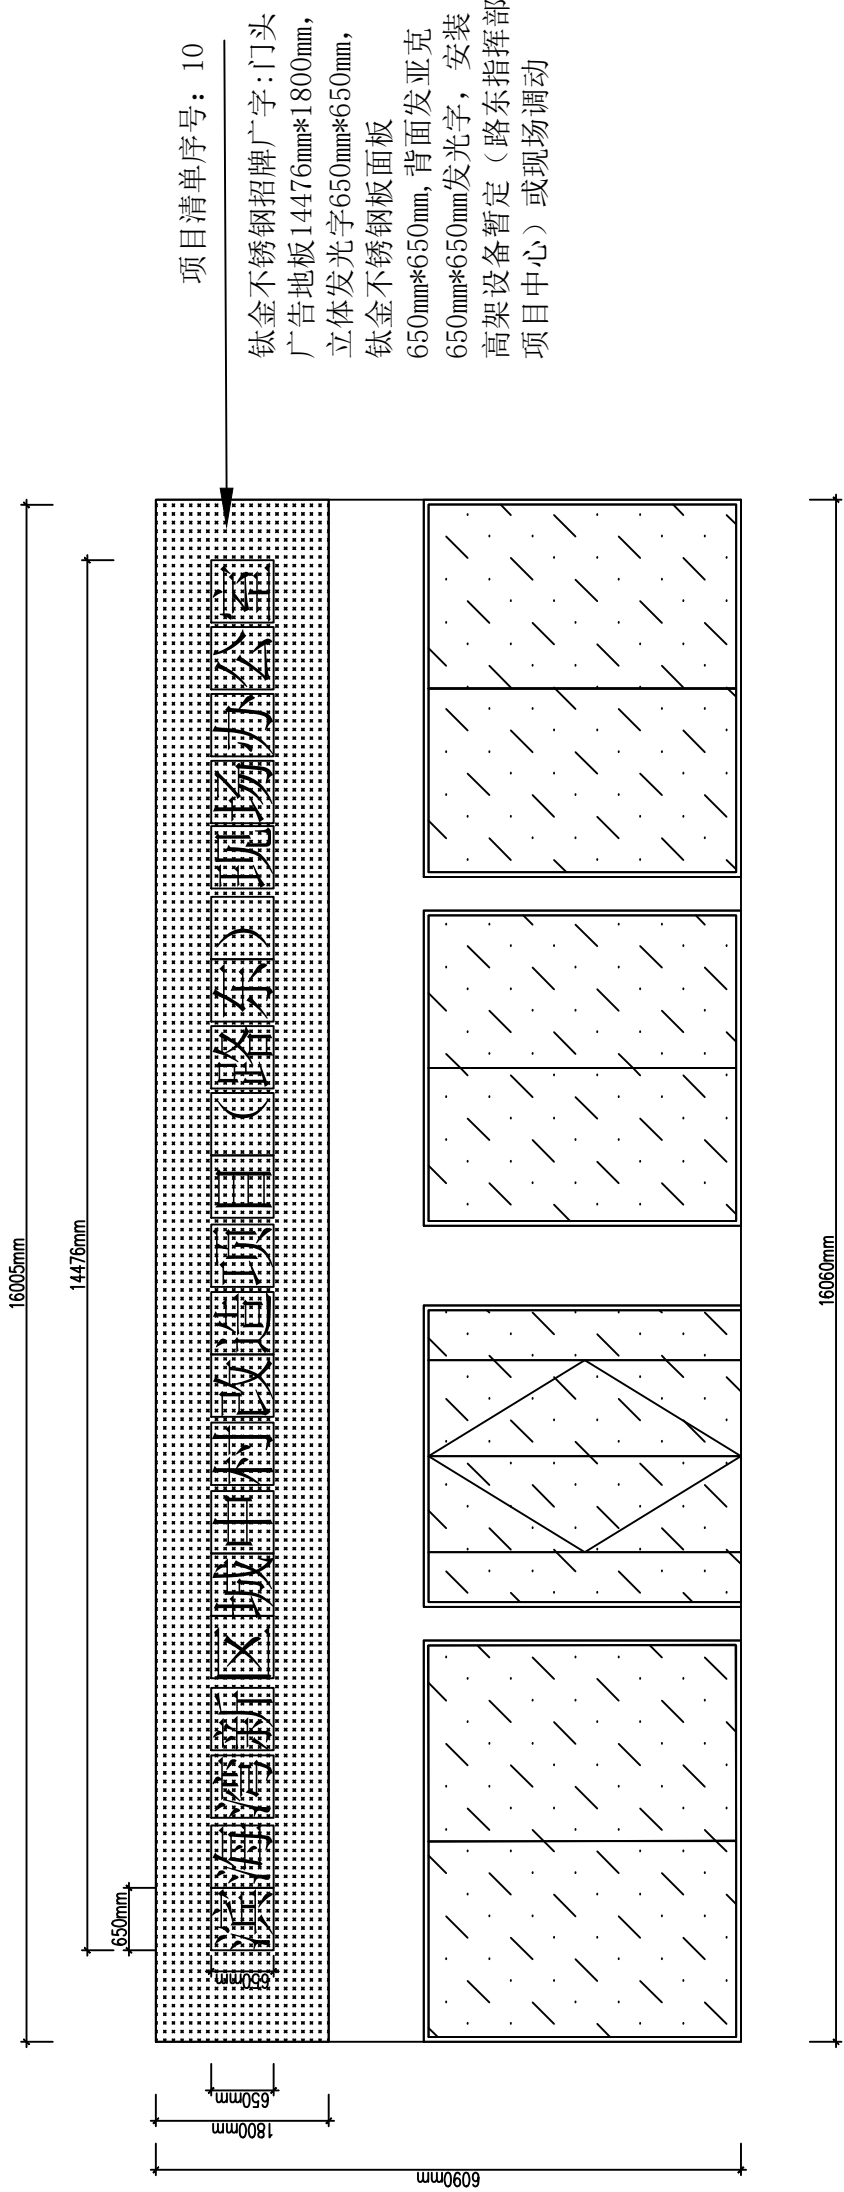 项目清单序号：10
钛金不锈钢招牌广字:门头
广告地板14476mm*1800mm,
立体发光字650mm*650mm,
钛金不锈钢板面板
650mm*650mm,背面发亚克
650mm*650mm发光字，安装
高架设备暂定（路东指挥部
项目中心）或现场调动
16005mm
14476mm
650mm
650mm
滨海湾新区城中村改造项目（路东）现场办公室
650mm
1800mm
6090mm
16060mm